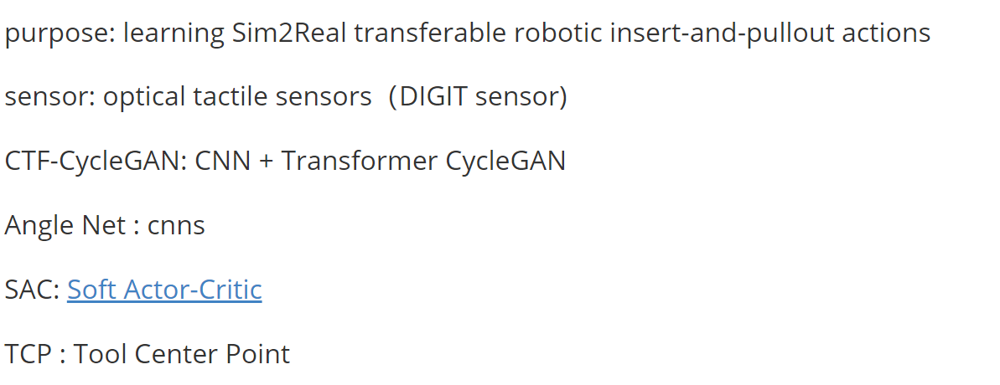 purpose: learning Sim2Real transferable robotic insert-and-pullout actions
sensor: optical tactile sensors（DIGIT sensor)
CTF-CycleGAN: CNN + Transformer CycleGAN
Angle Net : cnns
SAC: Soft Actor-Critic
TCP : Tool Center Point